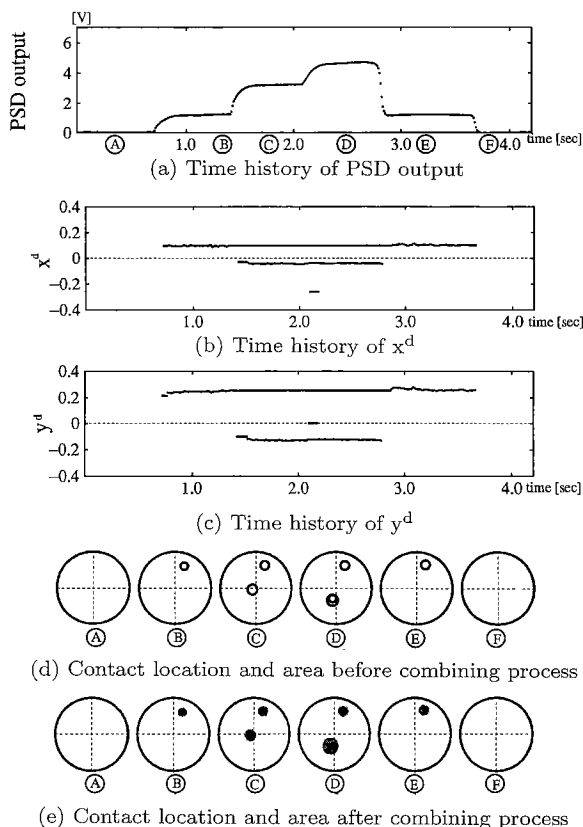 [V]
6
4
2
0
PSD output
1.0 2.0 3.0 4.0 time [sec]
Ⓐ Ⓑ Ⓒ Ⓓ Ⓔ Ⓕ
(a) Time history of PSD output
0.4
0.2
0
−0.2
−0.4
x^d
1.0 2.0 3.0 4.0 time [sec]
(b) Time history of x^d
0.4
0.2
0
−0.2
−0.4
y^d
1.0 2.0 3.0 4.0 time [sec]
(c) Time history of y^d
Ⓐ Ⓑ Ⓒ Ⓓ Ⓔ Ⓕ
(d) Contact location and area before combining process
Ⓐ Ⓑ Ⓒ Ⓓ Ⓔ Ⓕ
(e) Contact location and area after combining process